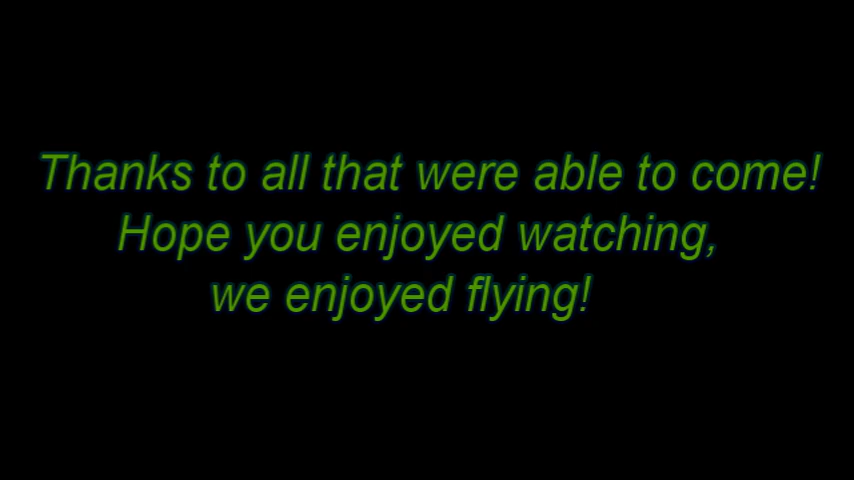 Thanks to all that were able to come!
Hope you enjoyed watching,
we enjoyed flying!